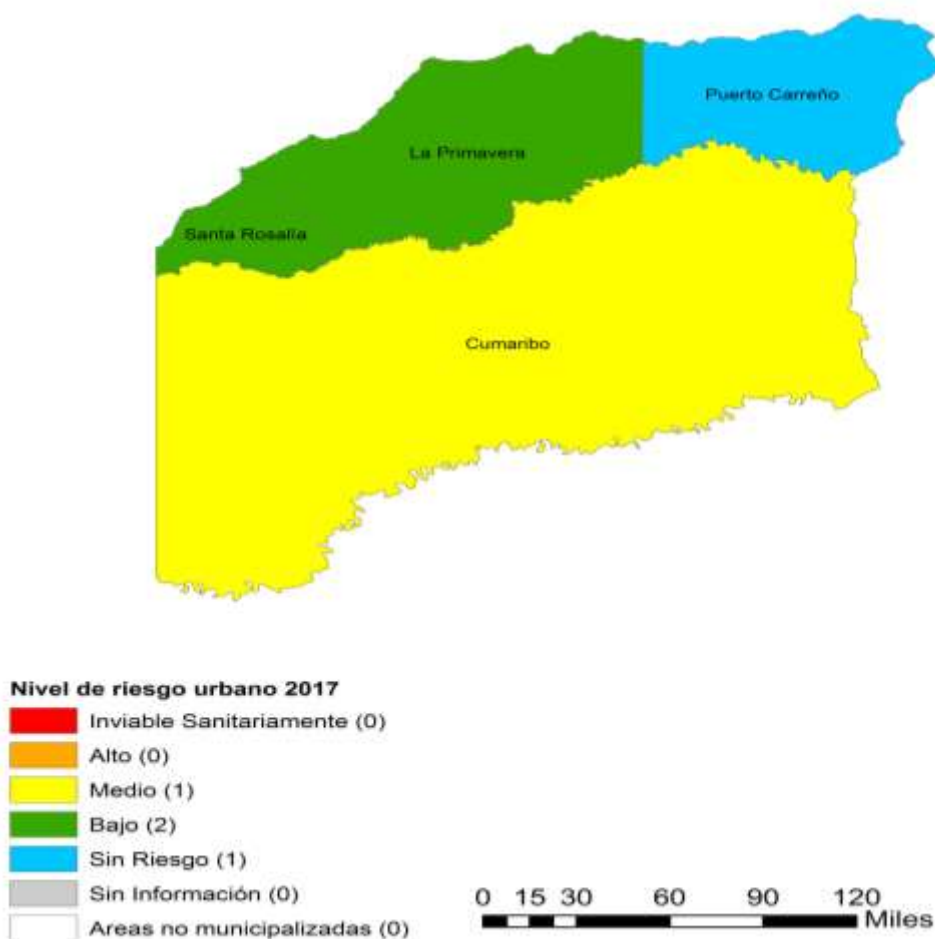 Puerto Carreño
La Primavera
Santa Rosalía
Cumaribo
Nivel de riesgo urbano 2017
Inviable Sanitariamente (0)
Alto (0)
Medio (1)
Bajo (2)
Sin Riesgo (1)
Sin Información (0)
Areas no municipalizadas (0)
0 15 30 60 90 120
Miles